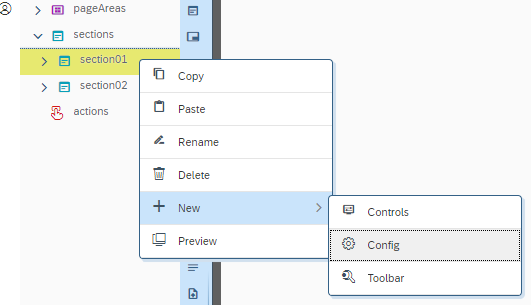 pageAreas
sections
section01
section02
actions
Copy
Paste
Rename
Delete
New
Preview
Controls
Config
Toolbar